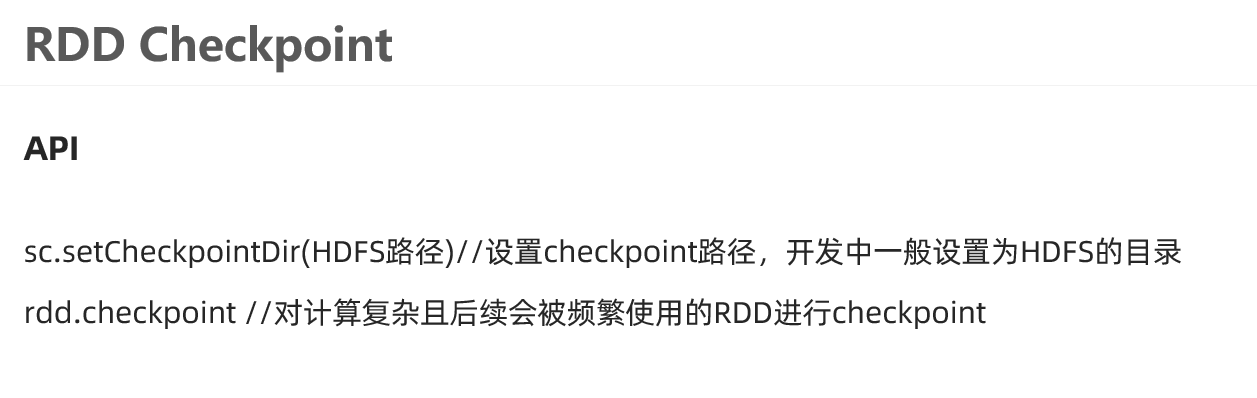 RDD Checkpoint
API
sc.setCheckpointDir(HDFS路径)//设置checkpoint路径，开发中一般设置为HDFS的目录
rdd.checkpoint //对计算复杂且后续会被频繁使用的RDD进行checkpoint